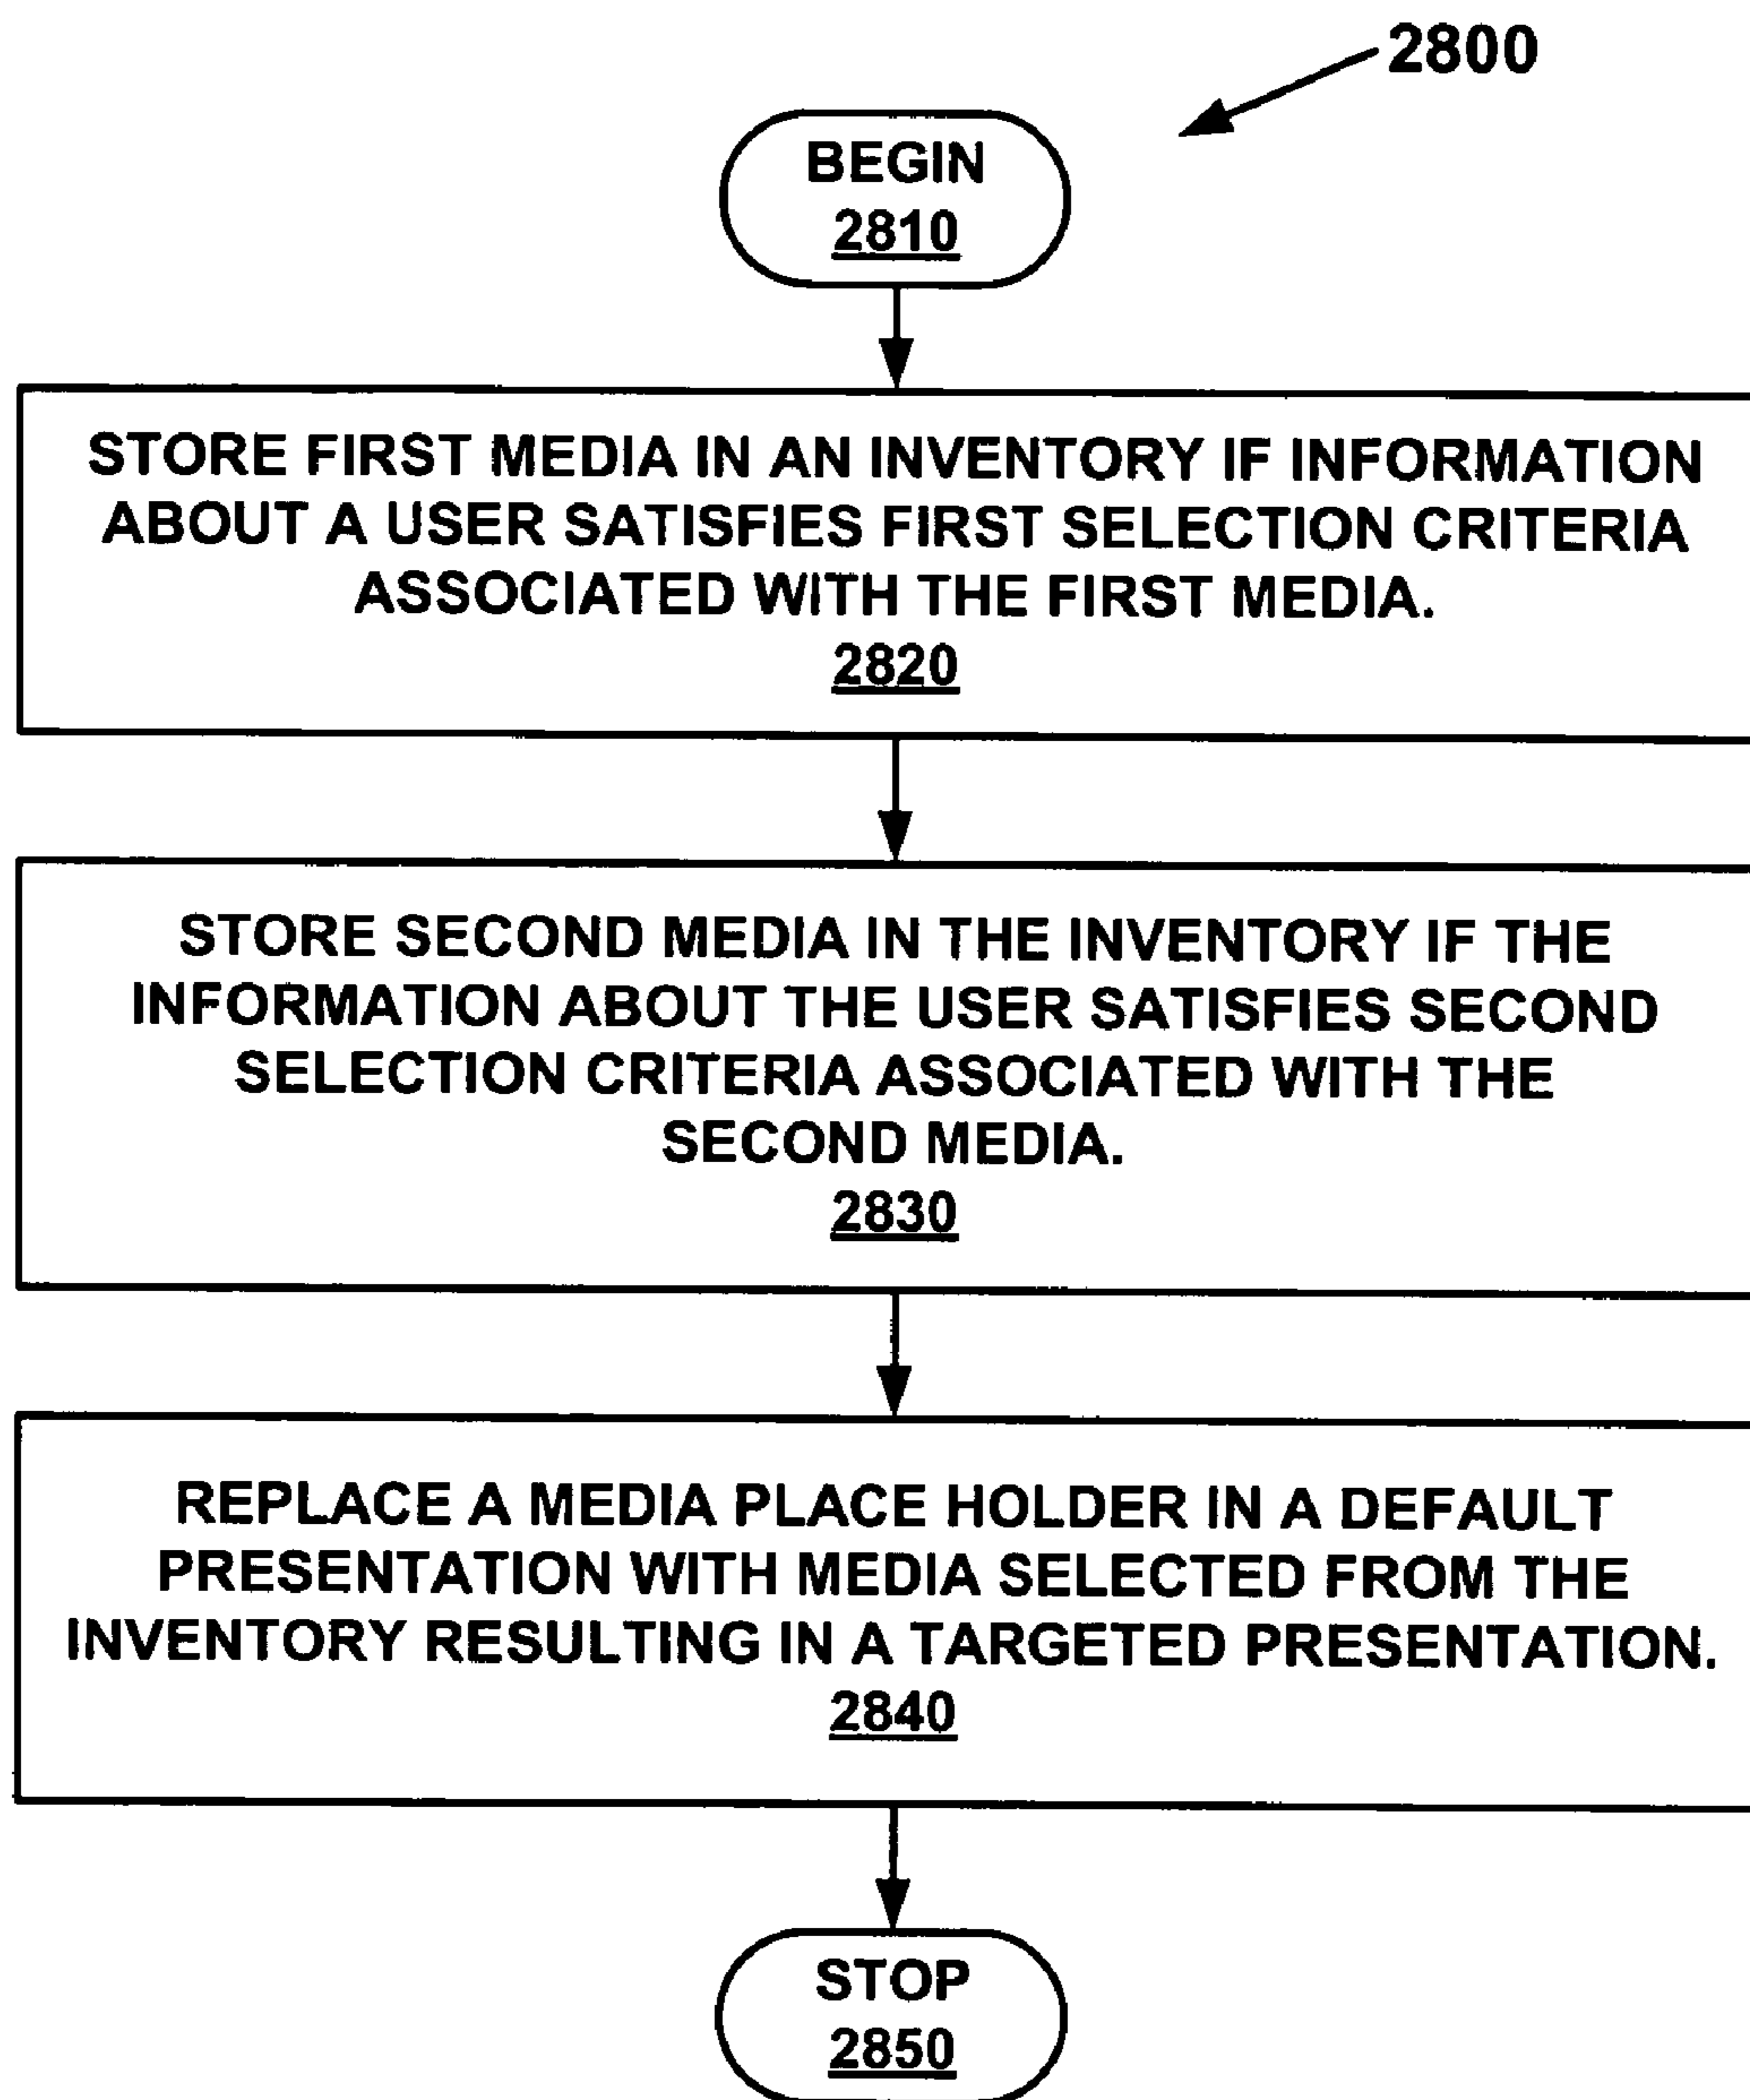 2800
BEGIN
2810
STORE FIRST MEDIA IN AN INVENTORY IF INFORMATION
ABOUT A USER SATISFIES FIRST SELECTION CRITERIA
ASSOCIATED WITH THE FIRST MEDIA.
2820
STORE SECOND MEDIA IN THE INVENTORY IF THE
INFORMATION ABOUT THE USER SATISFIES SECOND
SELECTION CRITERIA ASSOCIATED WITH THE
SECOND MEDIA.
2830
REPLACE A MEDIA PLACE HOLDER IN A DEFAULT
PRESENTATION WITH MEDIA SELECTED FROM THE
INVENTORY RESULTING IN A TARGETED PRESENTATION.
2840
STOP
2850